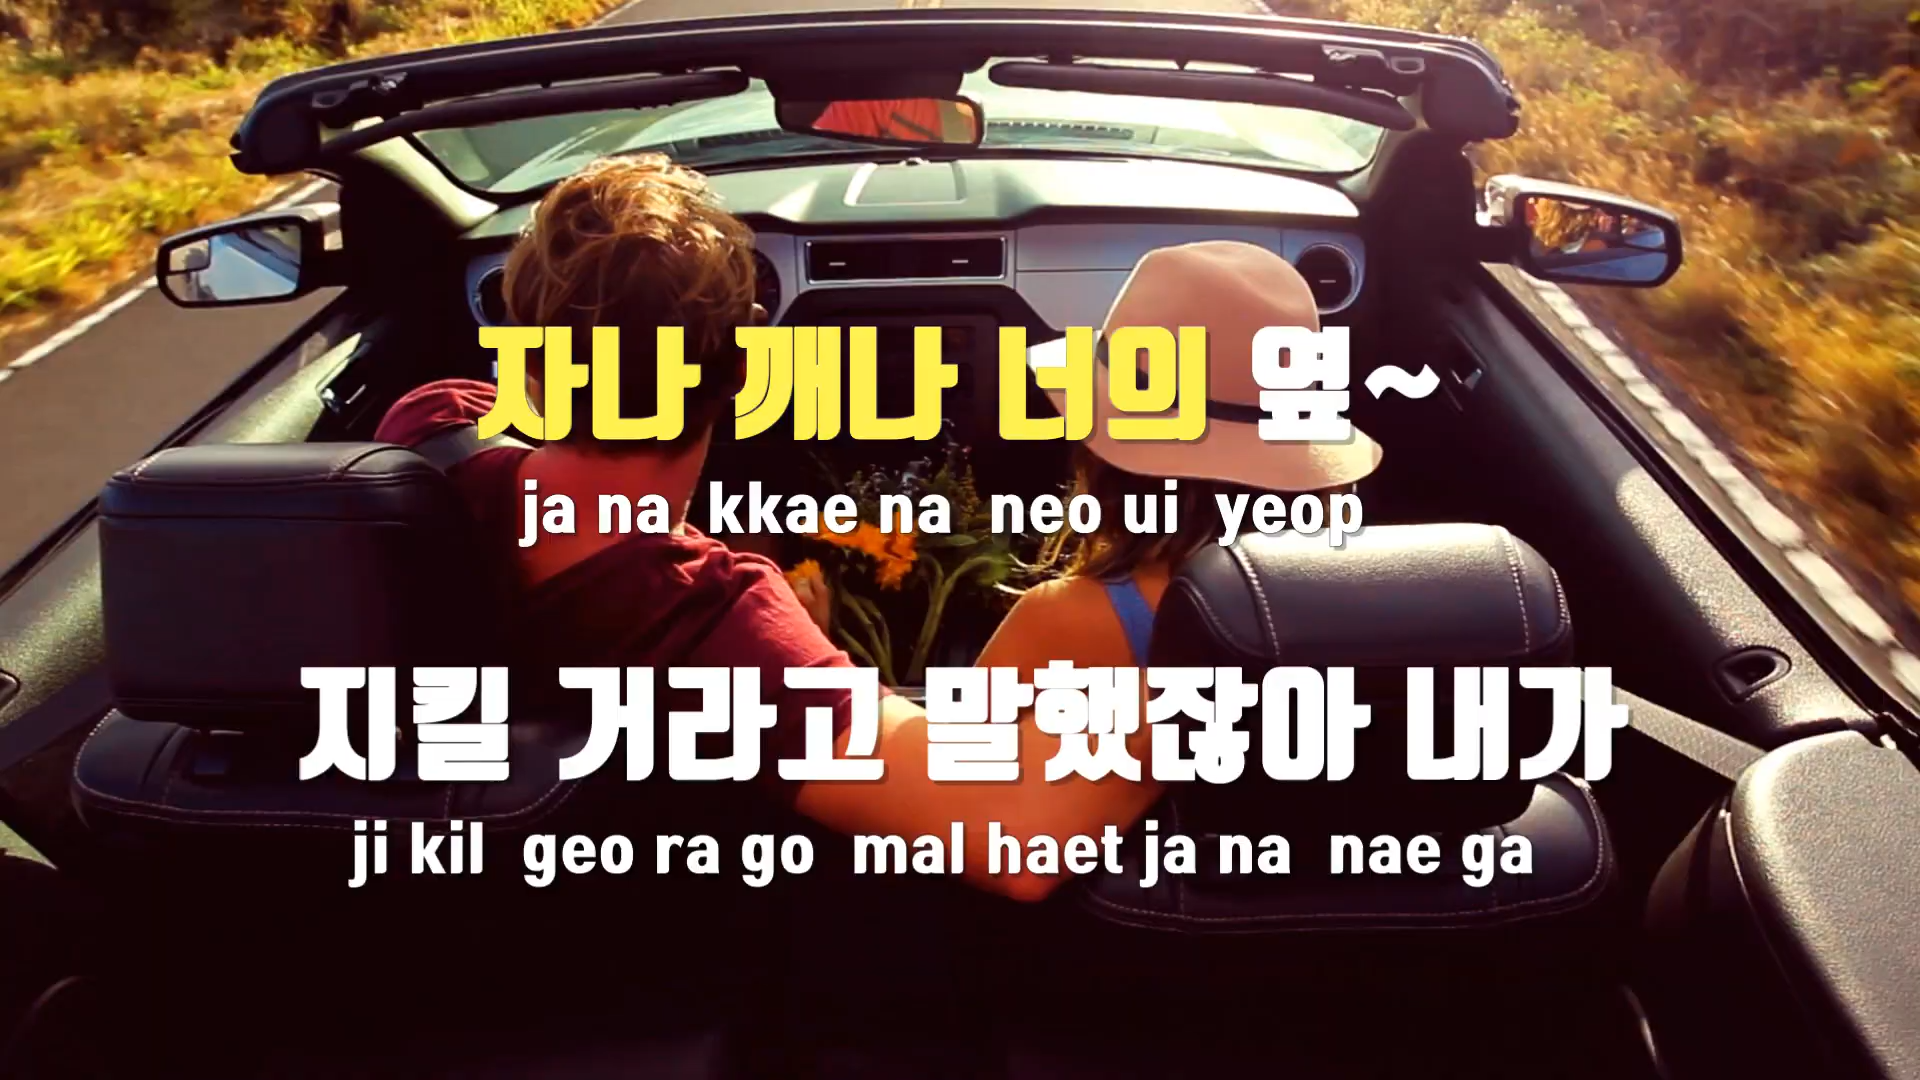 자나 깨나 너의 옆~
ja na kkae na neo ui yeop
지킬 거라고 말했잖아 내가
ji kil geo ra go mal haet ja na nae ga